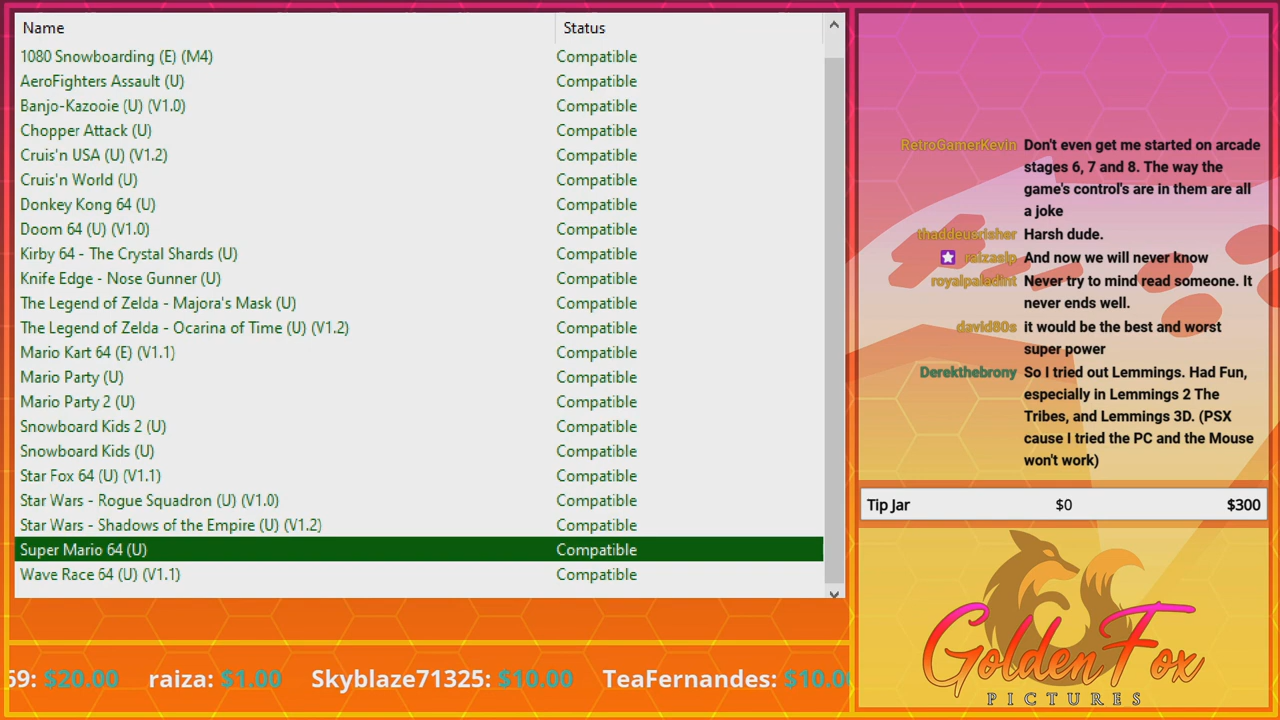 Name Status
1080 Snowboarding (E) (M4) Compatible
AeroFighters Assault (U) Compatible
Banjo-Kazooie (U) (V1.0) Compatible
Chopper Attack (U) Compatible
Cruis'n USA (U) (V1.2) Compatible
Cruis'n World (U) Compatible
Donkey Kong 64 (U) Compatible
Doom 64 (U) (V1.0) Compatible
Kirby 64 - The Crystal Shards (U) Compatible
Knife Edge - Nose Gunner (U) Compatible
The Legend of Zelda - Majora's Mask (U) Compatible
The Legend of Zelda - Ocarina of Time (U) (V1.2) Compatible
Mario Kart 64 (E) (V1.1) Compatible
Mario Party (U) Compatible
Mario Party 2 (U) Compatible
Snowboard Kids 2 (U) Compatible
Snowboard Kids (U) Compatible
Star Fox 64 (U) (V1.1) Compatible
Star Wars - Rogue Squadron (U) (V1.0) Compatible
Star Wars - Shadows of the Empire (U) (V1.2) Compatible
Super Mario 64 (U) Compatible
Wave Race 64 (U) (V1.1) Compatible
RetroGamerKevin Don't even get me started on arcade
stages 6, 7 and 8. The way the
game's control's are in them are all
a joke
thaddeuscrisher Harsh dude.
raizaslp And now we will never know
royalpaladint Never try to mind read someone. It
never ends well.
david80s it would be the best and worst
super power
Derekthebrony So I tried out Lemmings. Had Fun,
especially in Lemmings 2 The
Tribes, and Lemmings 3D. (PSX
cause I tried the PC and the Mouse
won't work)
Tip Jar $0 $300
GoldenFox
PICTURES
69: $20.00 raiza: $1.00 Skyblaze71325: $10.00 TeaFernandes: $10.0